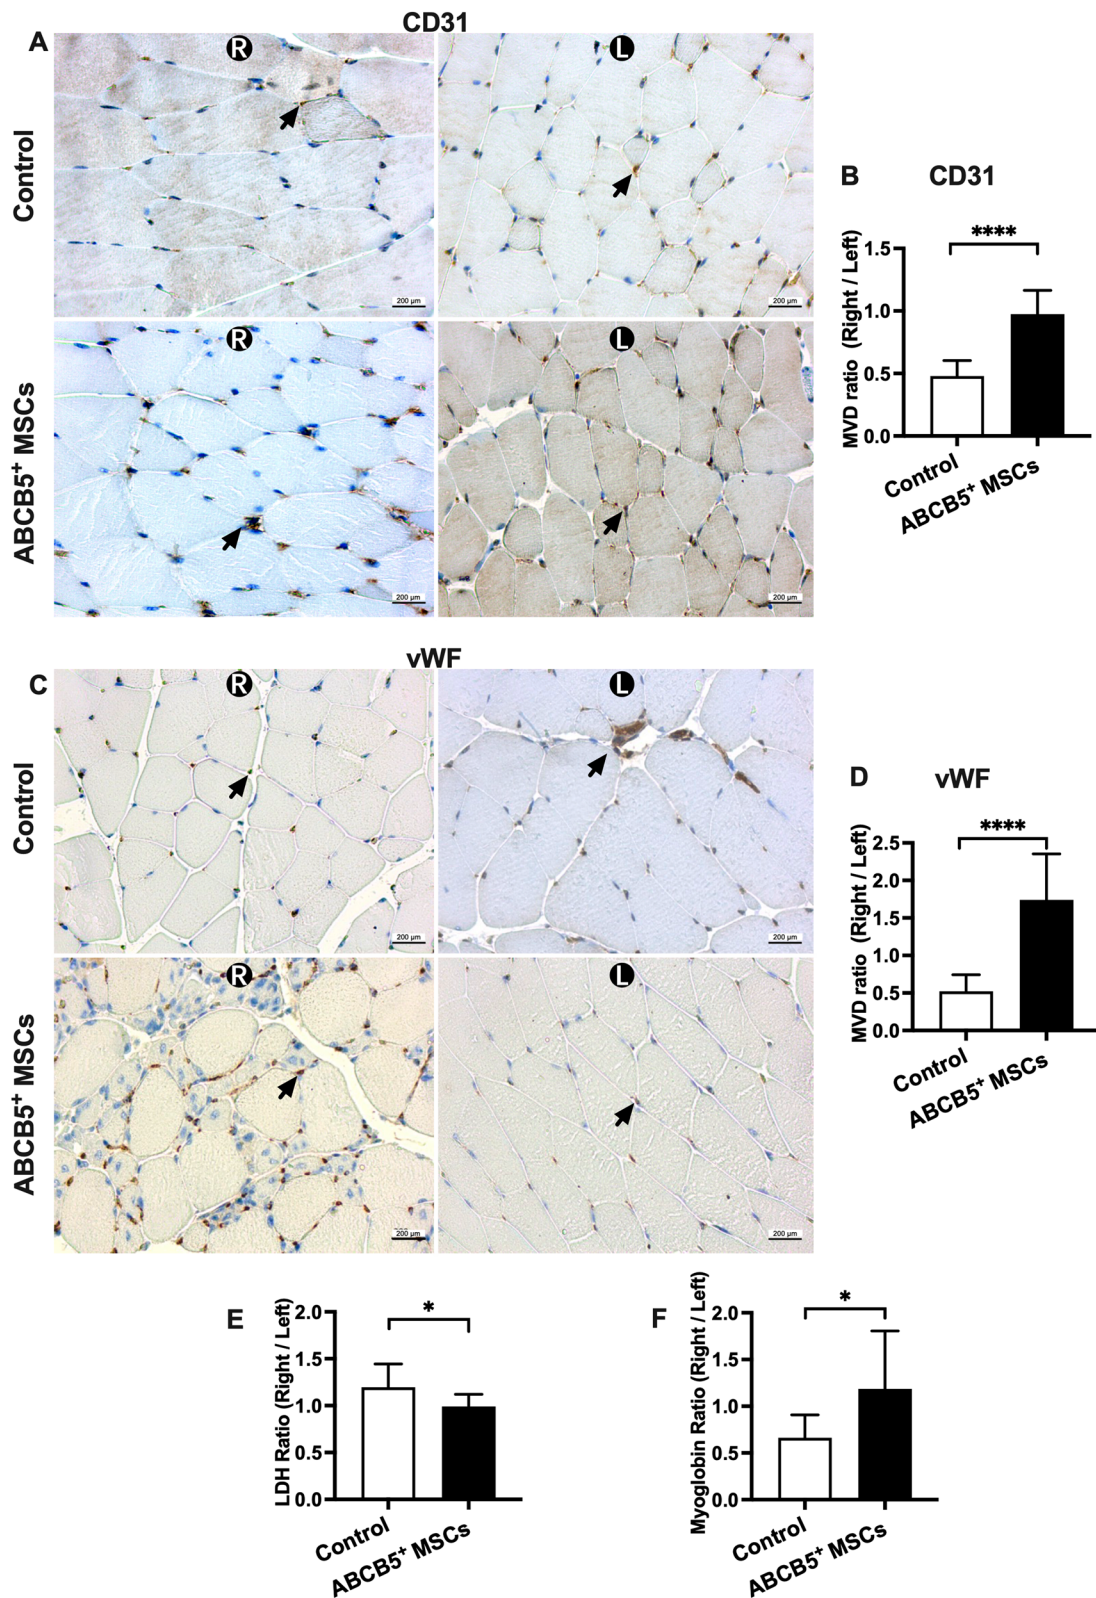 CD31
A
R
L
Control
200 µm
200 µm
R
L
ABCB5⁺ MSCs
200 µm
200 µm
B
CD31
****
MVD ratio (Right / Left)
1.5
1.0
0.5
0.0
Control
ABCB5⁺ MSCs
vWF
C
R
L
Control
200 µm
200 µm
R
L
ABCB5⁺ MSCs
200 µm
200 µm
D
vWF
****
MVD ratio (Right / Left)
2.5
2.0
1.5
1.0
0.5
0.0
Control
ABCB5⁺ MSCs
E
*
LDH Ratio (Right / Left)
2.0
1.5
1.0
0.5
0.0
Control
ABCB5⁺ MSCs
F
*
Myoglobin Ratio (Right / Left)
2.0
1.5
1.0
0.5
0.0
Control
ABCB5⁺ MSCs